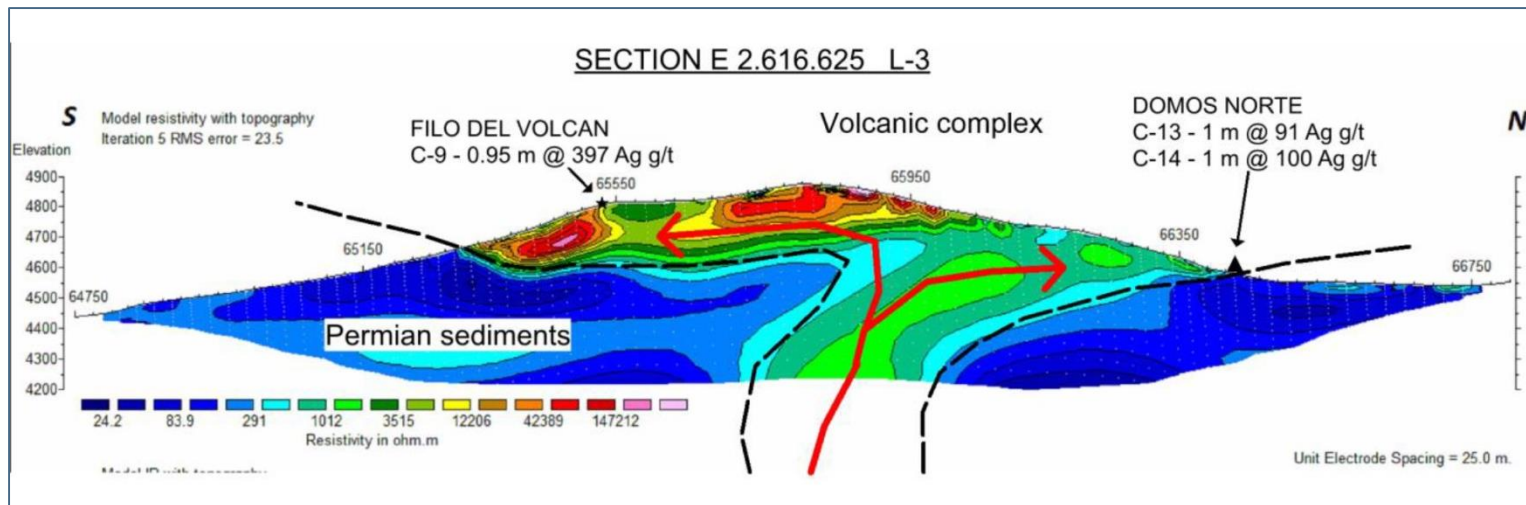 SECTION E 2.616.625 L-3
S
Model resistivity with topography
Iteration 5 RMS error = 23.5
Elevation
FILO DEL VOLCAN
C-9 - 0.95 m @ 397 Ag g/t
Volcanic complex
DOMOS NORTE
C-13 - 1 m @ 91 Ag g/t
C-14 - 1 m @ 100 Ag g/t
N
4900
4800
4700
4600
4500
4400
4300
4200
64750
65150
65550
65950
66350
66750
Permian sediments
24.2 83.9 291 1012 3515 12206 42389 147212
Resistivity in ohm.m
Unit Electrode Spacing = 25.0 m.
with topography